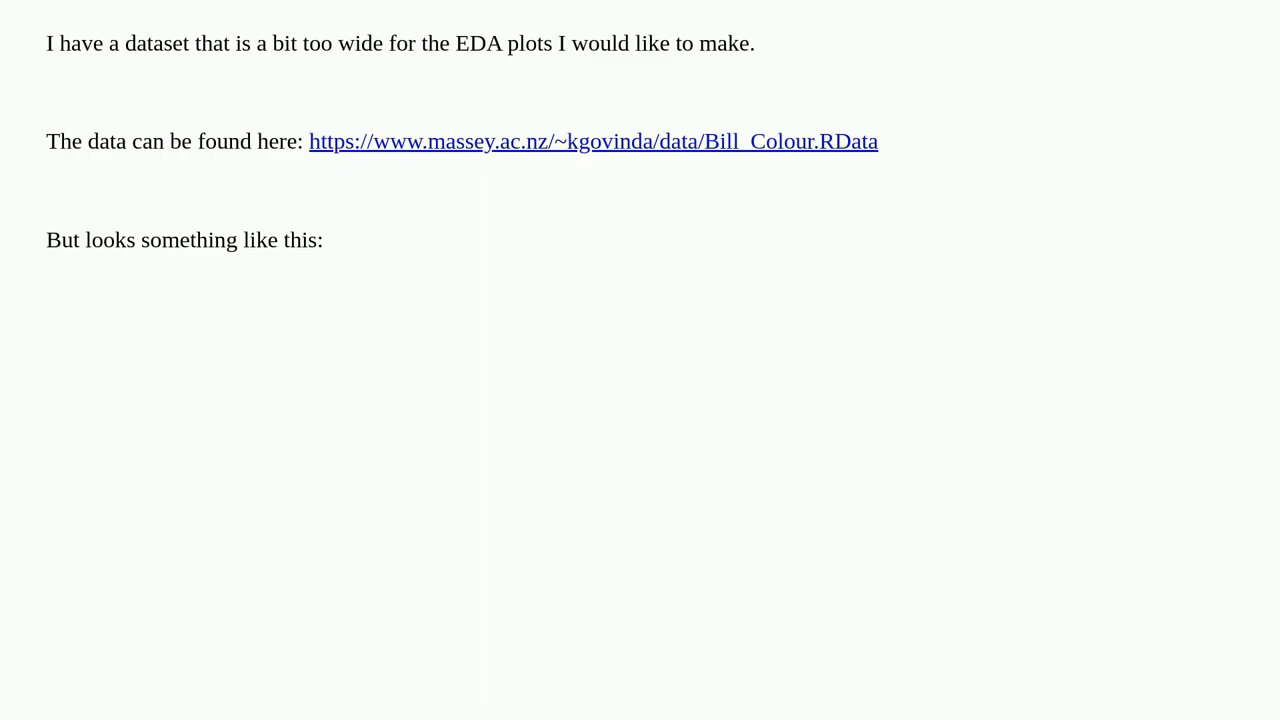 I have a dataset that is a bit too wide for the EDA plots I would like to make.
The data can be found here: https://www.massey.ac.nz/~kgovinda/data/Bill_Colour.RData
But looks something like this: